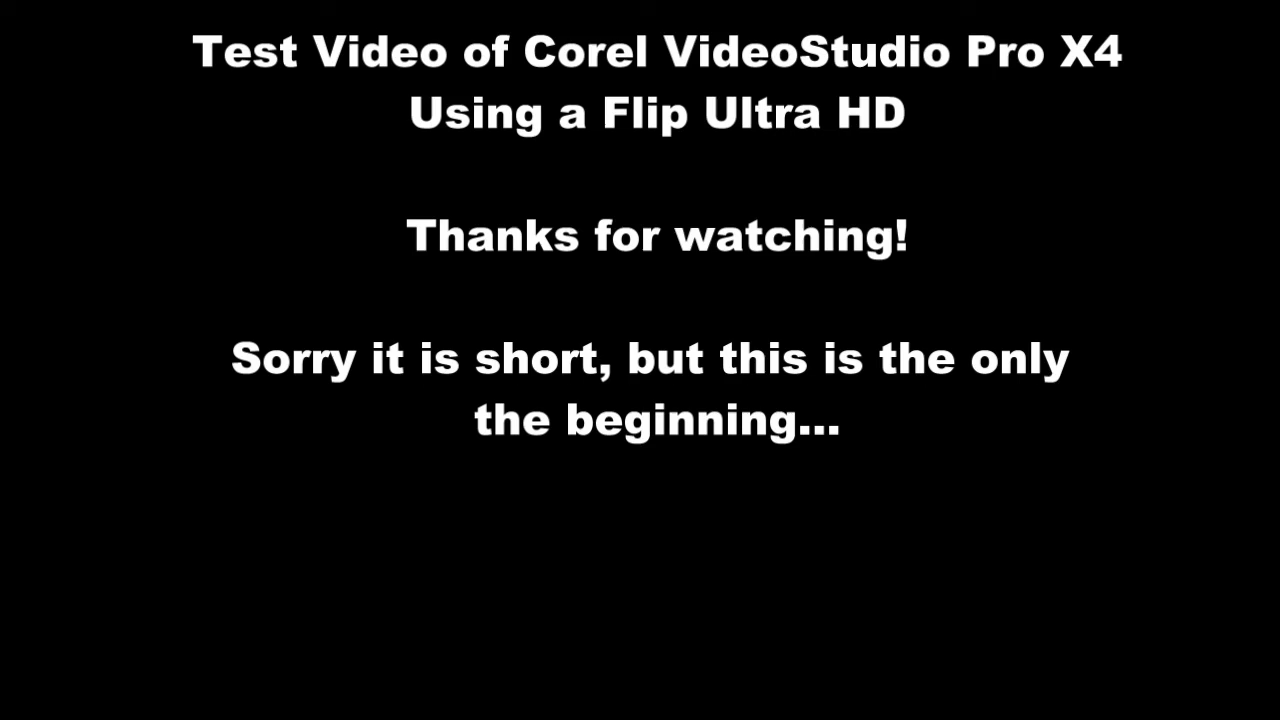 Test Video of Corel VideoStudio Pro X4
Using a Flip Ultra HD
Thanks for watching!
Sorry it is short, but this is the only
the beginning...